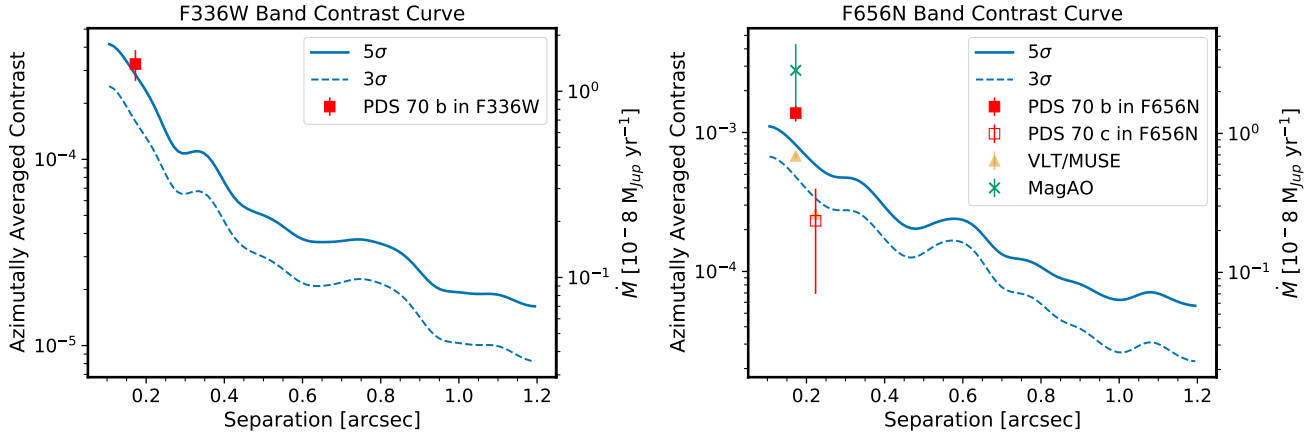 F336W Band Contrast Curve
Azimutally Averaged Contrast
10⁻⁴
10⁻⁵
5σ
3σ
PDS 70 b in F336W
10⁰
10⁻¹
Ṁ [10⁻8 M_Jup yr⁻¹]
0.2 0.4 0.6 0.8 1.0 1.2
Separation [arcsec]
F656N Band Contrast Curve
Azimutally Averaged Contrast
10⁻³
10⁻⁴
5σ
3σ
PDS 70 b in F656N
PDS 70 c in F656N
VLT/MUSE
MagAO
10⁰
10⁻¹
Ṁ [10⁻8 M_Jup yr⁻¹]
0.2 0.4 0.6 0.8 1.0 1.2
Separation [arcsec]